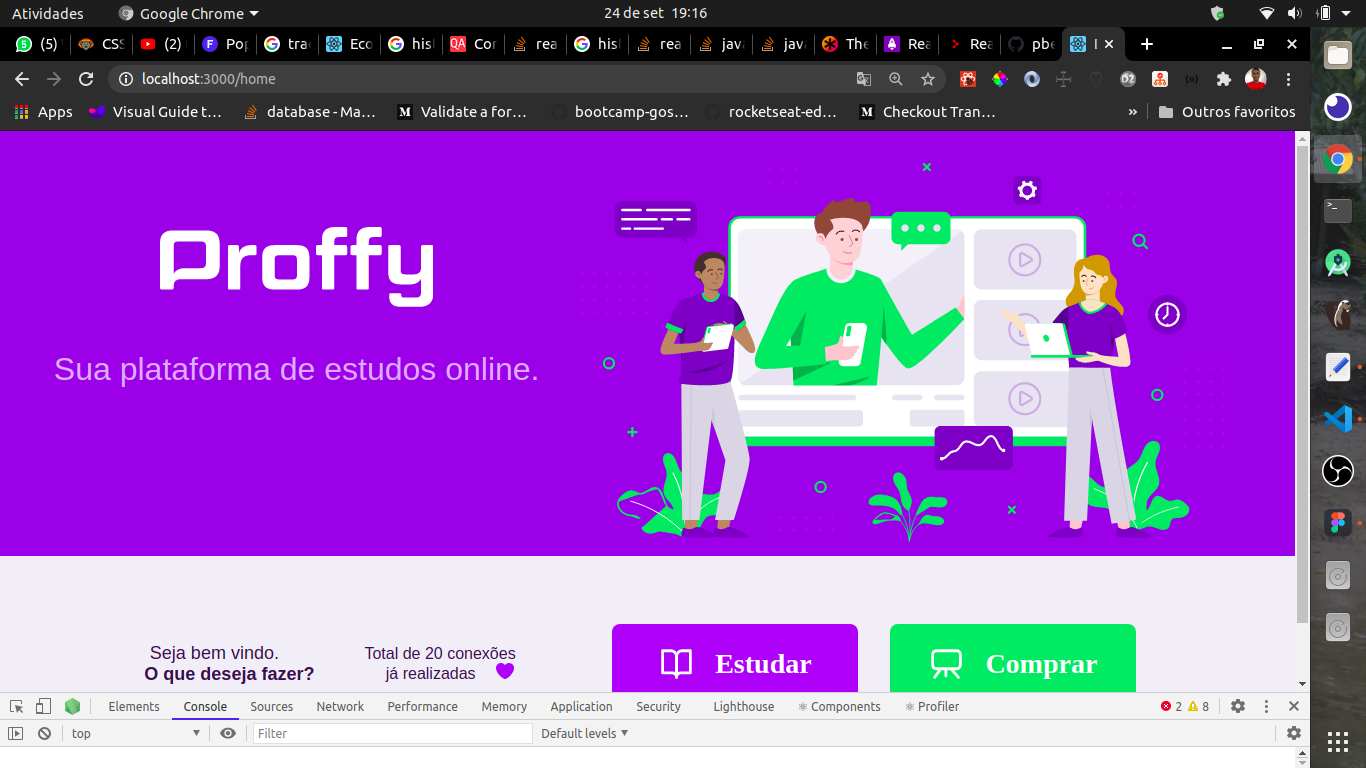 Atividades Google Chrome 24 de set 19:16
(5) CSS (2) Pop trad Eco hist QA Cor rea hist rea java java The Rea Rea pbe
localhost:3000/home
Apps Visual Guide t... database - Ma... M Validate a for... bootcamp-gos... rocketseat-ed... M Checkout Tran... » Outros favoritos
Proffy
Sua plataforma de estudos online.
Seja bem vindo.
O que deseja fazer?
Total de 20 conexões
já realizadas
Estudar
Comprar
Elements Console Sources Network Performance Memory Application Security Lighthouse Components Profiler 2 8
top Filter Default levels